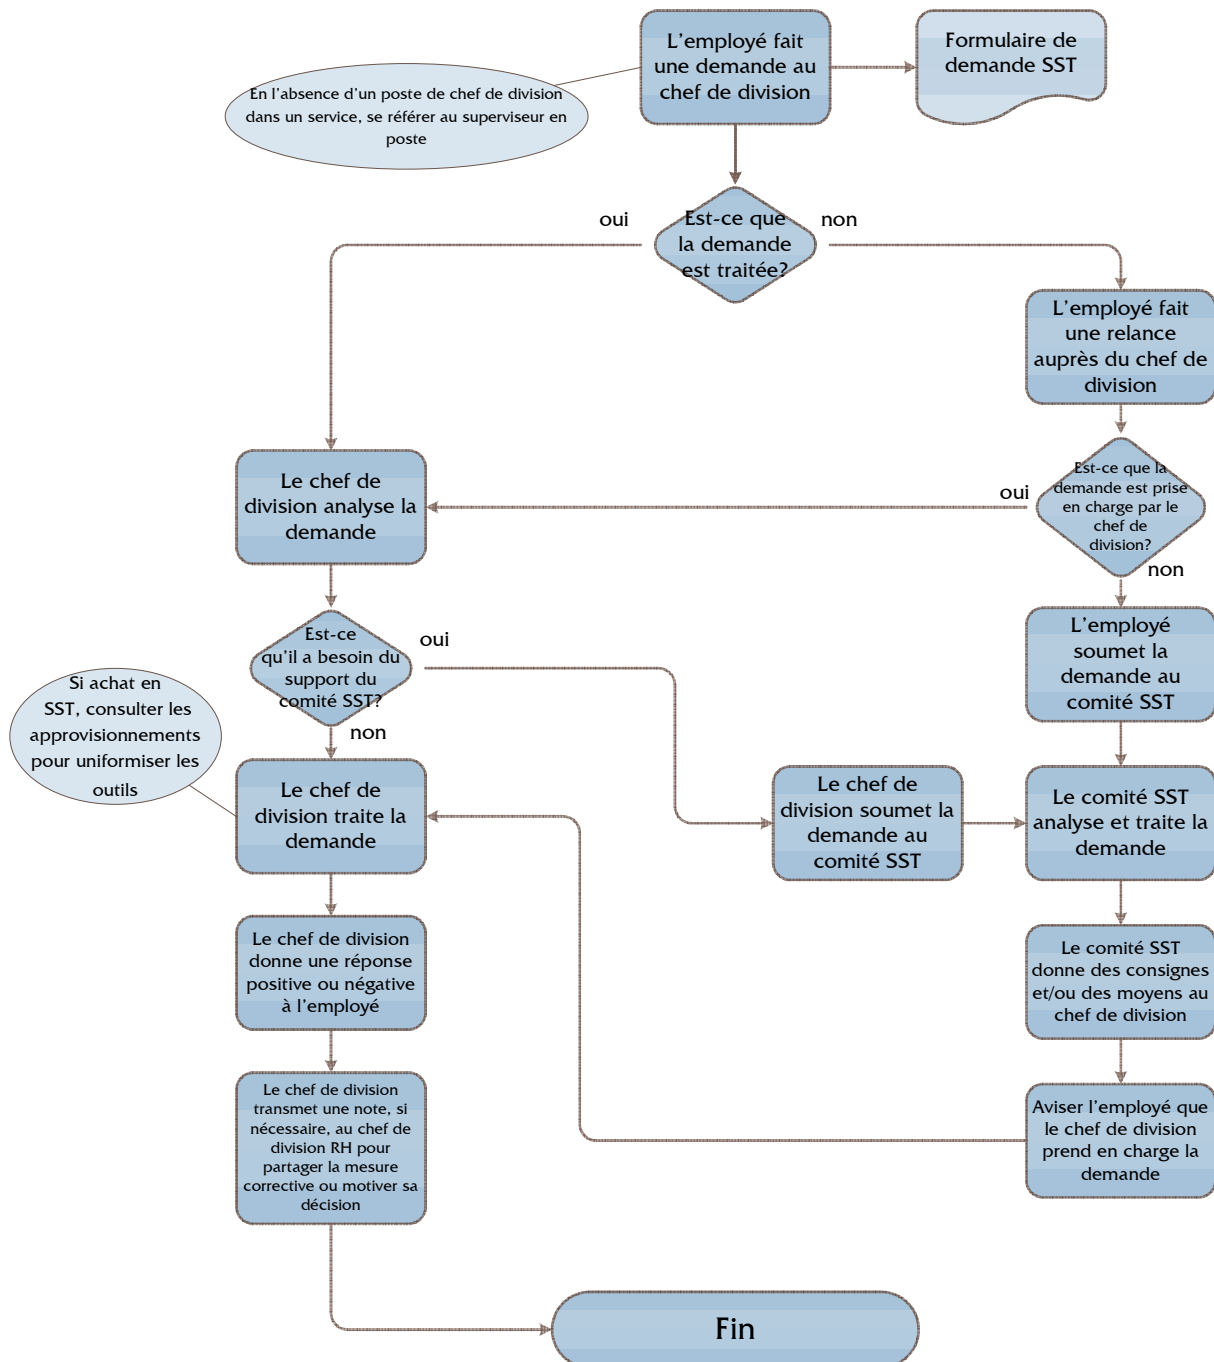 L'employé fait
une demande au
chef de division
Formulaire de
demande SST
En l'absence d'un poste de chef de division
dans un service, se référer au superviseur en
poste
oui
Est-ce que
la demande
est traitée?
non
L'employé fait
une relance
auprès du chef de
division
Le chef de
division analyse la
demande
oui
Est-ce que la
demande est prise
en charge par le
chef de
division?
non
Est-ce
qu'il a besoin du
support du
comité SST?
oui
non
L'employé
soumet la
demande au
comité SST
Si achat en
SST, consulter les
approvisionnements
pour uniformiser les
outils
Le chef de
division traite la
demande
Le chef de
division soumet la
demande au
comité SST
Le comité SST
analyse et traite la
demande
Le chef de division
donne une réponse
positive ou négative
à l'employé
Le comité SST
donne des consignes
et/ou des moyens au
chef de division
Le chef de division
transmet une note, si
nécessaire, au chef de
division RH pour
partager la mesure
corrective ou motiver sa
décision
Aviser l'employé que
le chef de division
prend en charge la
demande
Fin